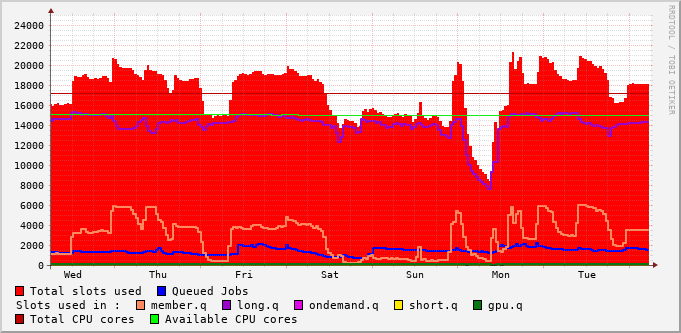 24000
22000
20000
18000
16000
14000
12000
10000
8000
6000
4000
2000
0
Wed Thu Fri Sat Sun Mon Tue
RRDTOOL / TOBI OETIKER
Total slots used Queued Jobs
Slots used in : member.q long.q ondemand.q short.q gpu.q
Total CPU cores Available CPU cores